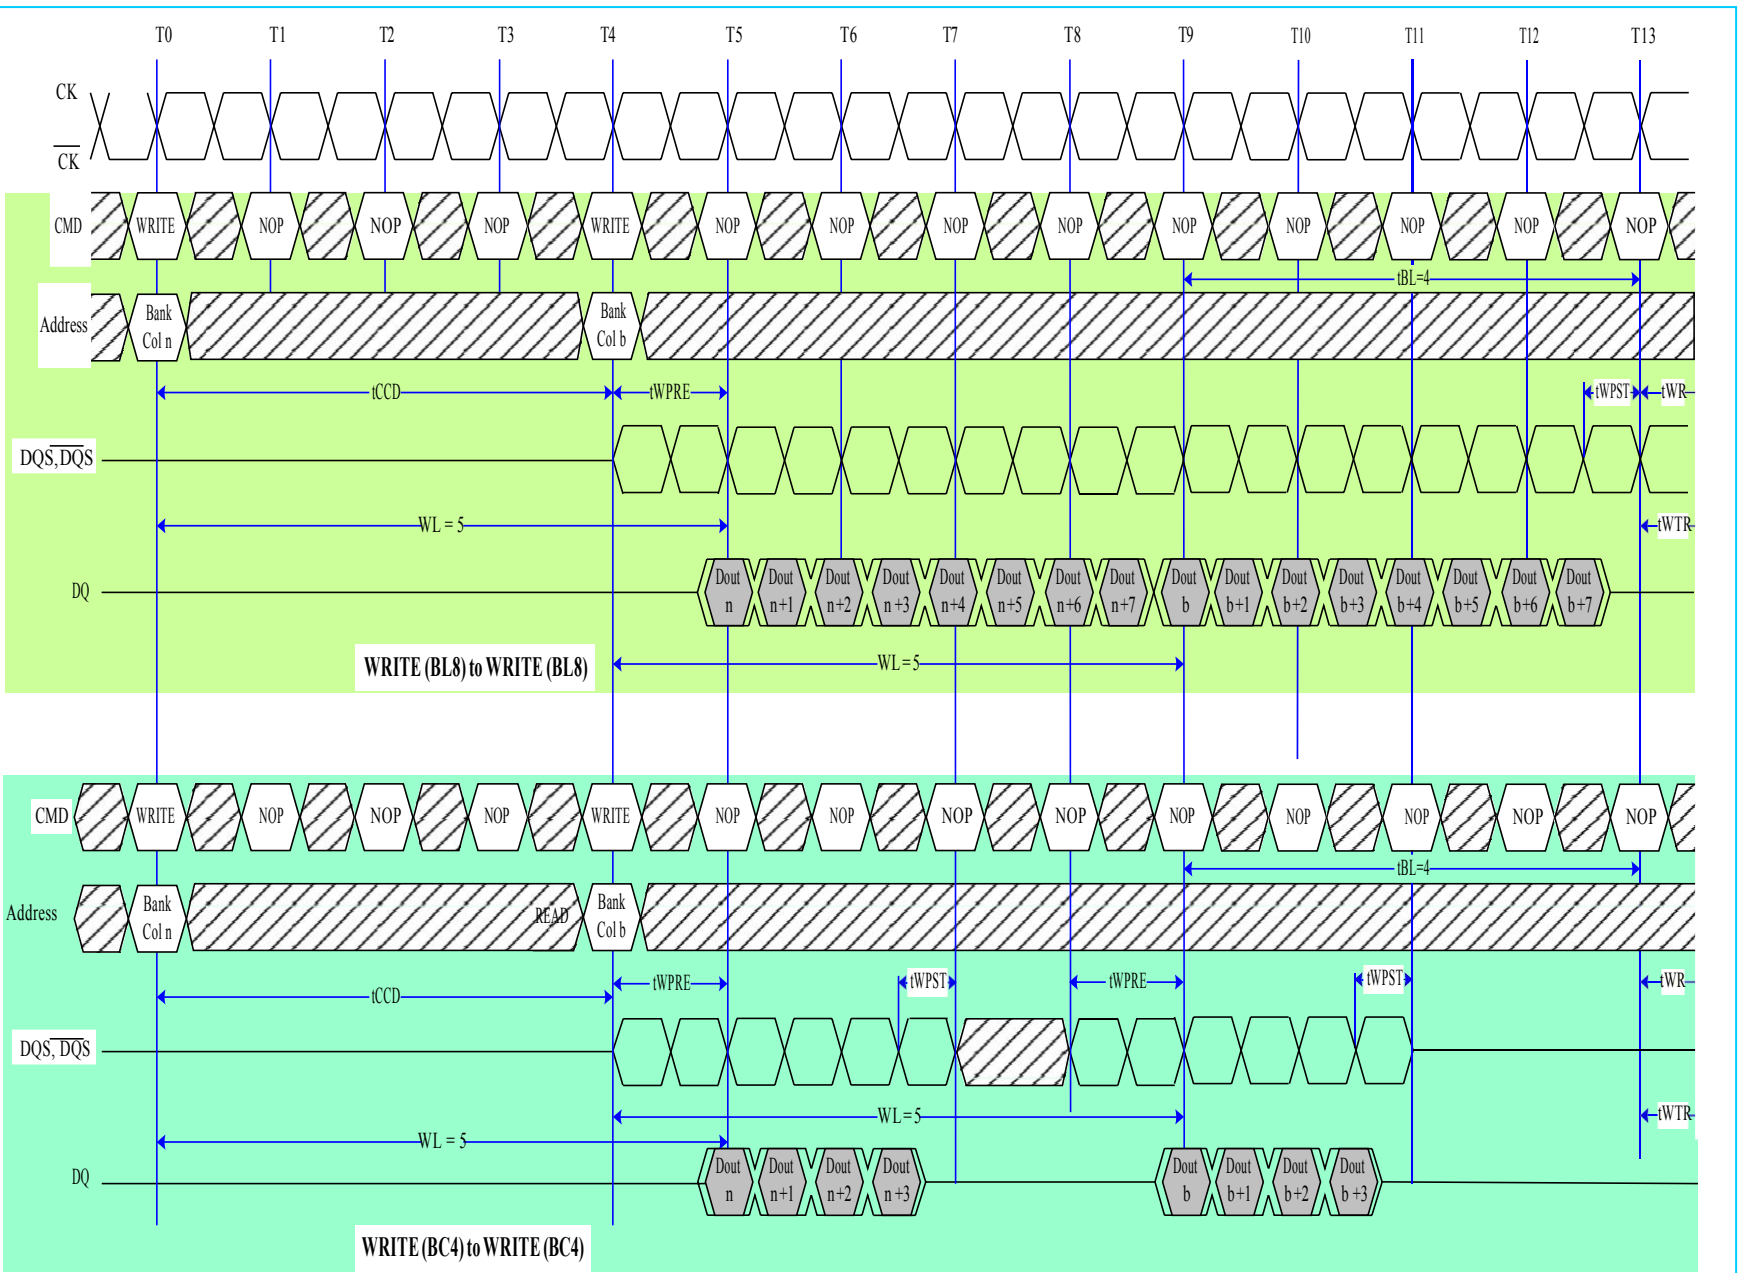 T0 T1 T2 T3 T4 T5 T6 T7 T8 T9 T10 T11 T12 T13
CK
CK
CMD WRITE NOP NOP NOP WRITE NOP NOP NOP NOP NOP NOP NOP NOP NOP
tBL=4
Address Bank Col n Bank Col b
tCCD tWPRE tWPST tWR
DQS,DQS
WL = 5 tWTR
DQ Dout n Dout n+1 Dout n+2 Dout n+3 Dout n+4 Dout n+5 Dout n+6 Dout n+7 Dout b Dout b+1 Dout b+2 Dout b+3 Dout b+4 Dout b+5 Dout b+6 Dout b+7
WRITE (BL8) to WRITE (BL8) WL = 5
CMD WRITE NOP NOP NOP WRITE NOP NOP NOP NOP NOP NOP NOP NOP NOP
tBL=4
Address Bank Col n READ Bank Col b
tCCD tWPRE tWPST tWPRE tWPST tWR
DQS, DQS
WL = 5 tWTR
WL = 5
DQ Dout n Dout n+1 Dout n+2 Dout n+3 Dout b Dout b+1 Dout b+2 Dout b+3
WRITE (BC4) to WRITE (BC4)